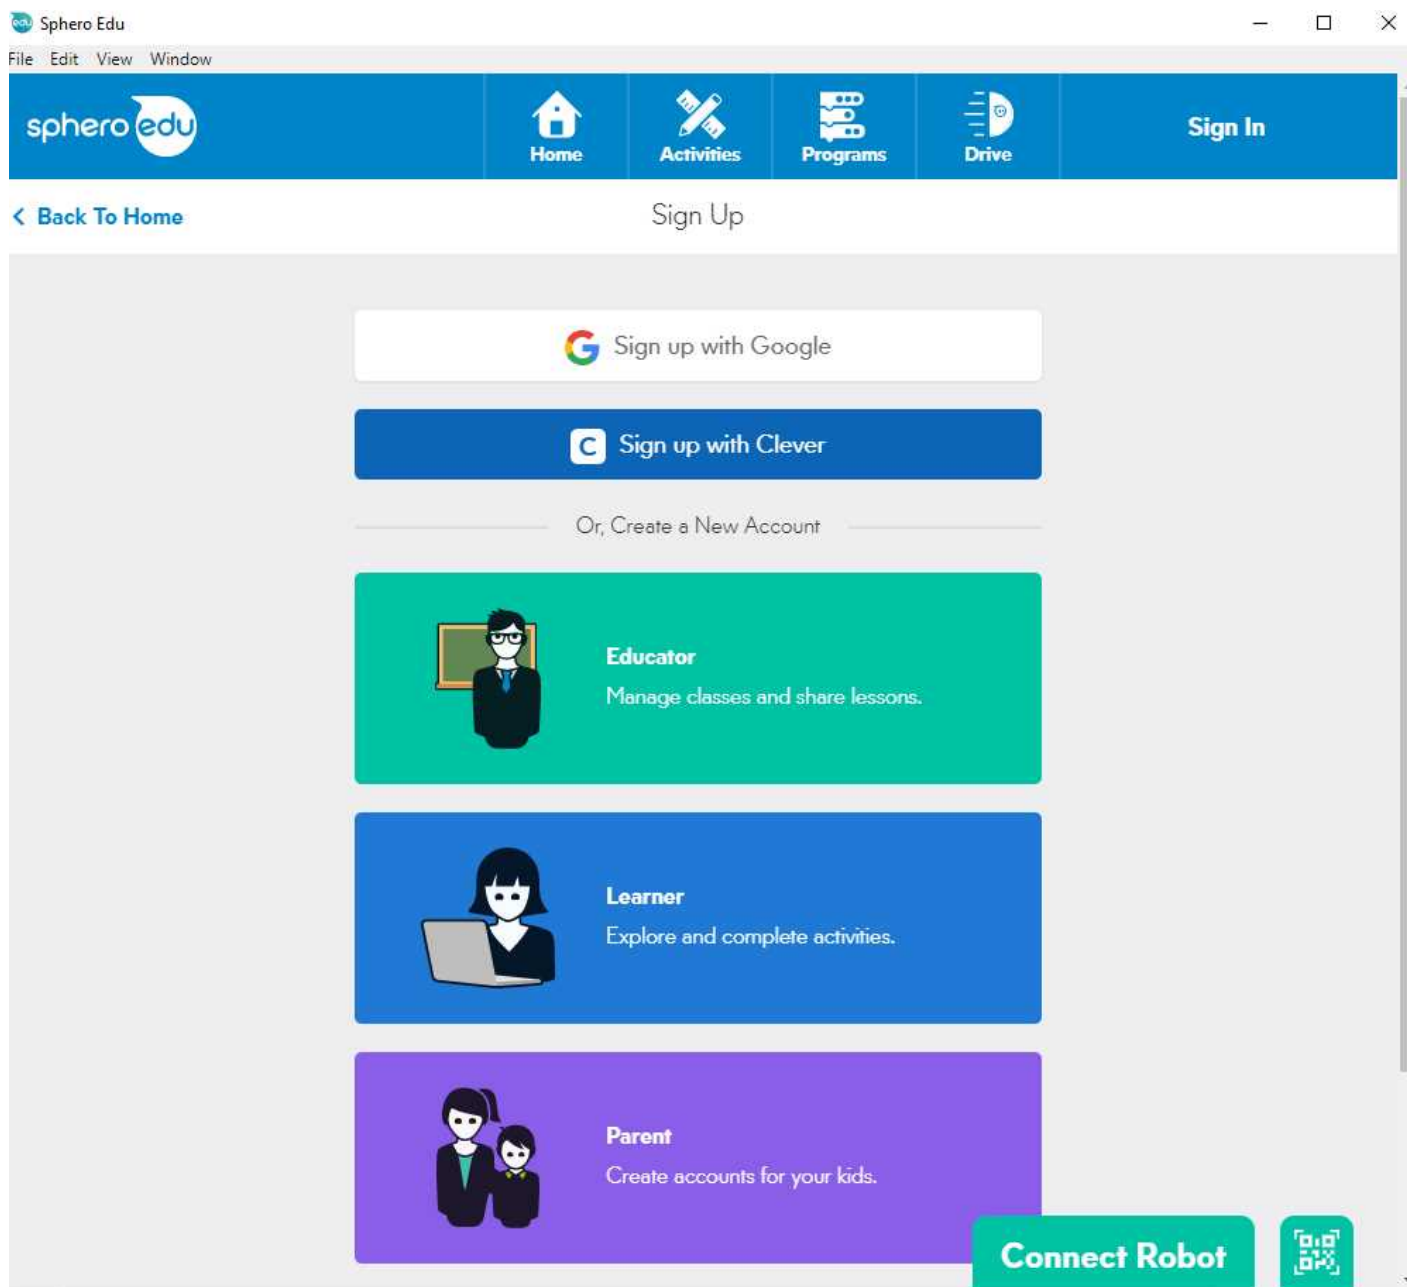 Sphero Edu
File Edit View Window
sphero edu
Home Activities Programs Drive Sign In
Back To Home Sign Up
Sign up with Google
C Sign up with Clever
Or, Create a New Account
Educator
Manage classes and share lessons.
Learner
Explore and complete activities.
Parent
Create accounts for your kids.
Connect Robot